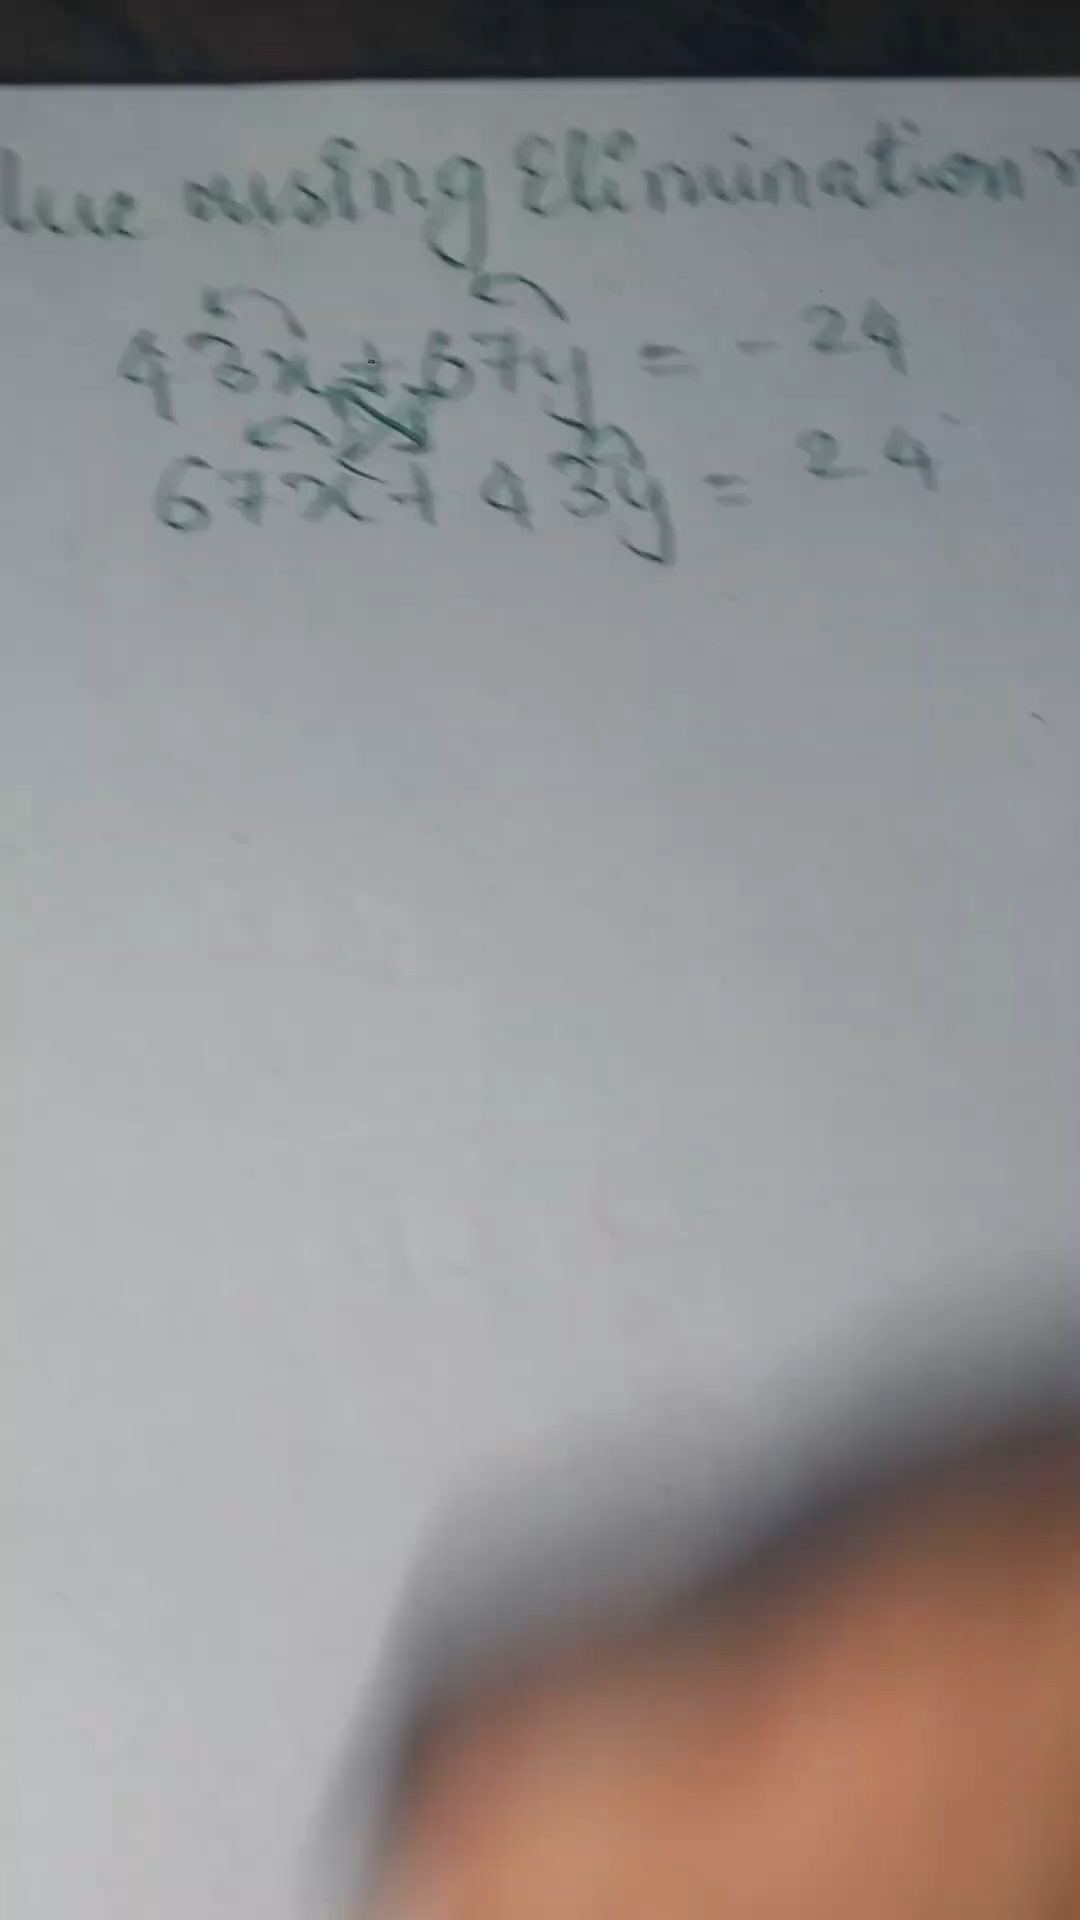 using Elimination
43x + 67y = - 24
67x + 43y = 24